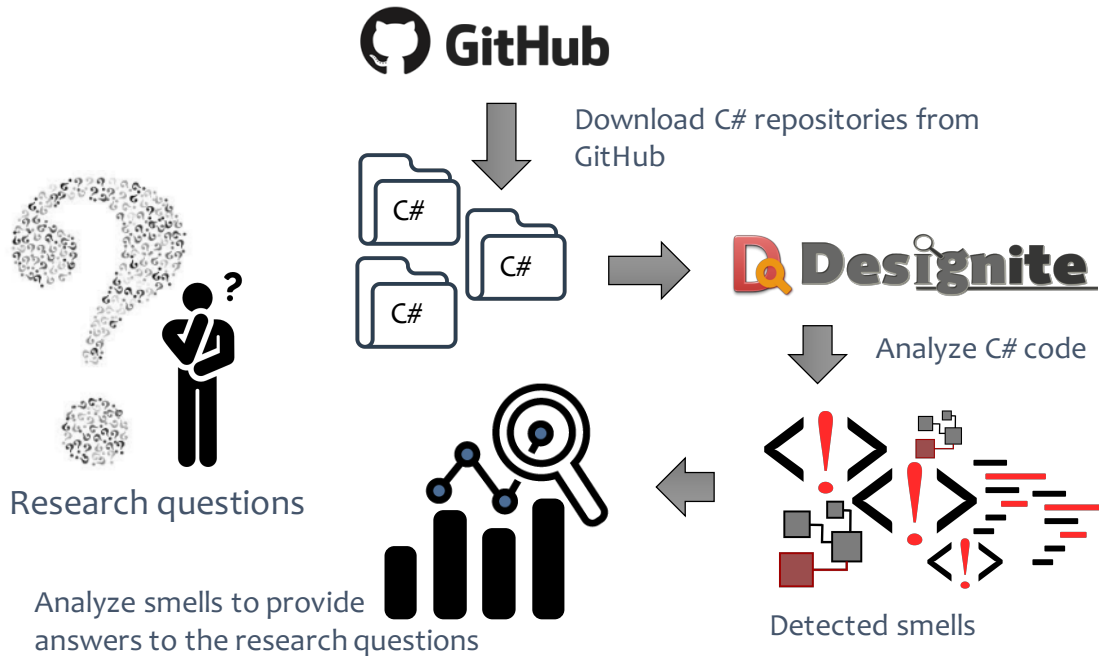 GitHub
Download C# repositories from
GitHub
C#
C#
C#
Designite
Analyze C# code
?
Research questions
Analyze smells to provide
answers to the research questions
Detected smells